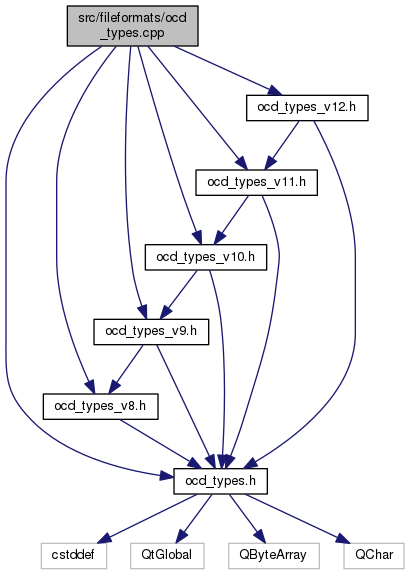 src/fileformats/ocd
_types.cpp
ocd_types_v12.h
ocd_types_v11.h
ocd_types_v10.h
ocd_types_v9.h
ocd_types_v8.h
ocd_types.h
cstddef
QtGlobal
QByteArray
QChar